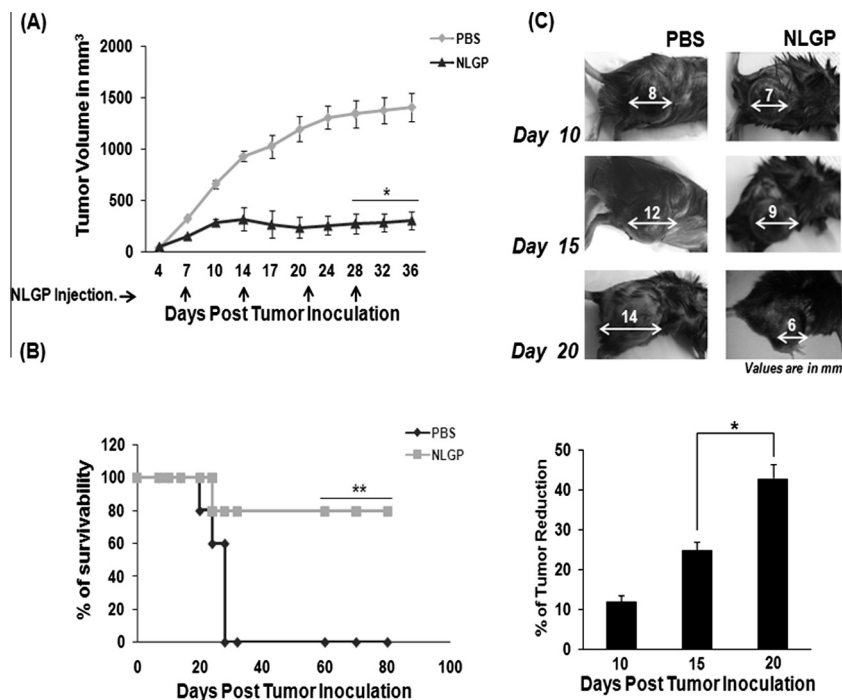 (A)
Tumor Volume in mm3
2000
1500
1000
500
0
PBS
NLGP
*
4 7 10 14 17 20 24 28 32 36
NLGP Injection.
Days Post Tumor Inoculation
(B)
% of survivability
120
100
80
60
40
20
0
PBS
NLGP
**
0 20 40 60 80 100
Days Post Tumor Inoculation
(C)
PBS NLGP
8 7
Day 10
12 9
Day 15
14 6
Day 20
Values are in mm
% of Tumor Reduction
50
40
30
20
10
0
*
10 15 20
Days Post Tumor Inoculation